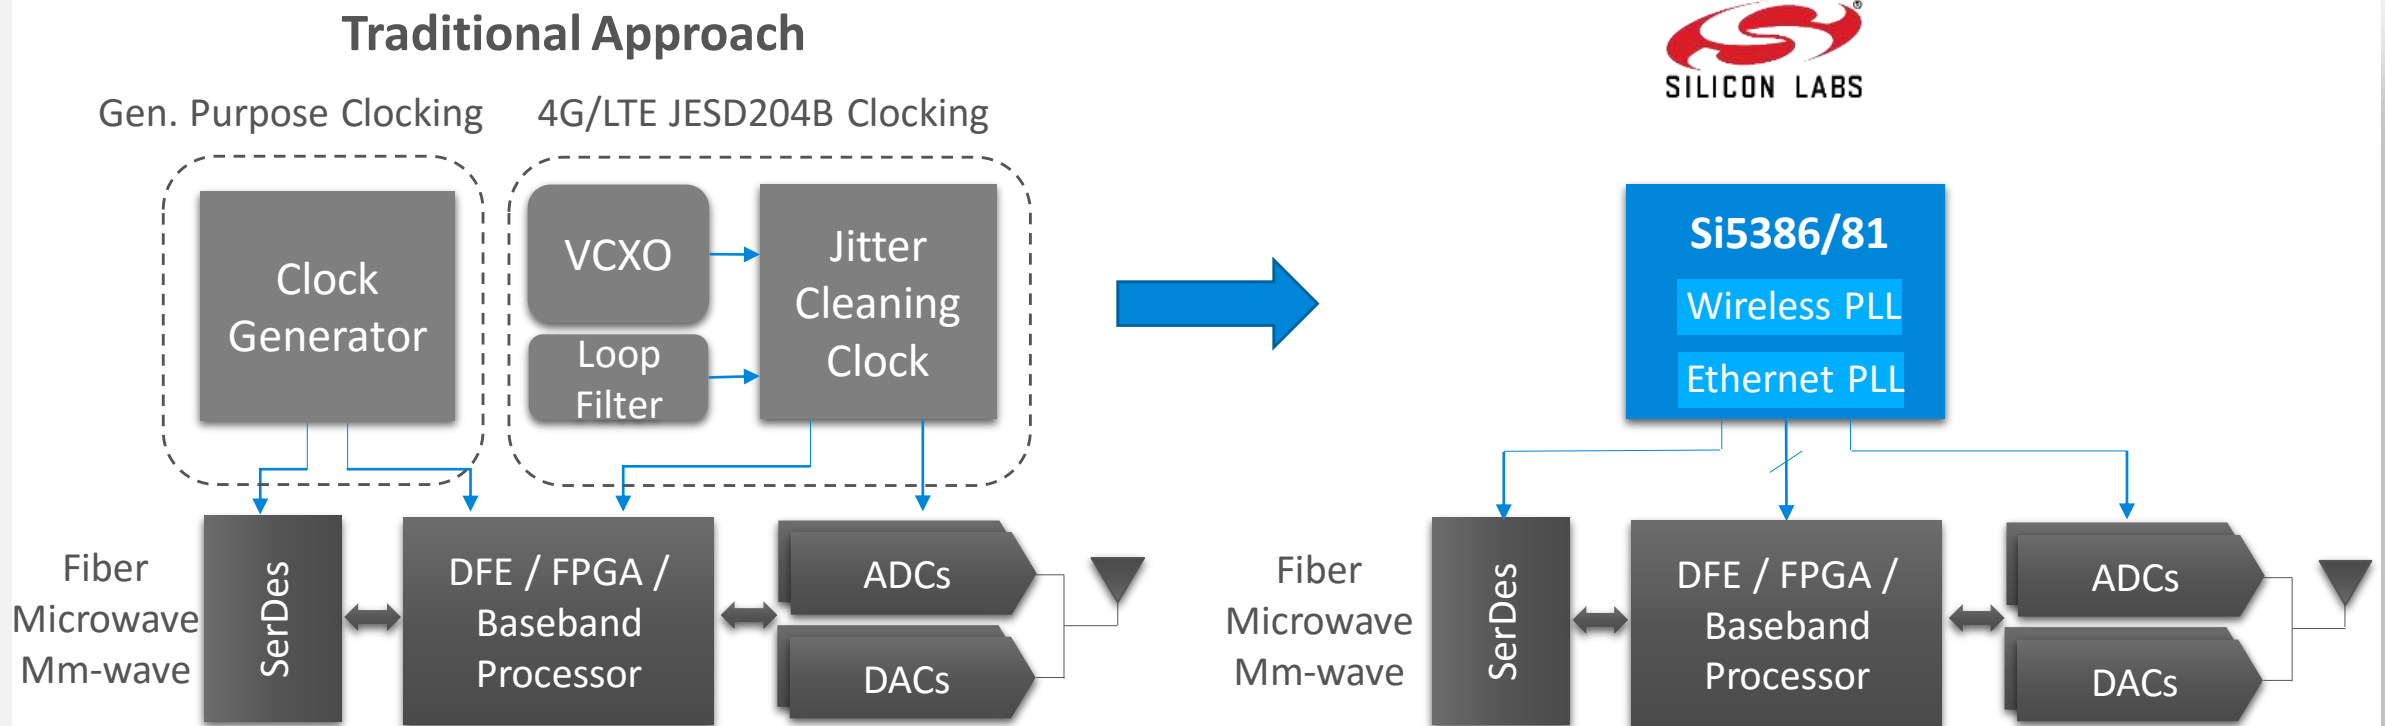 Traditional Approach
Gen. Purpose Clocking
4G/LTE JESD204B Clocking
Clock
Generator
VCXO
Loop
Filter
Jitter
Cleaning
Clock
Fiber
Microwave
Mm-wave
SerDes
DFE / FPGA /
Baseband
Processor
ADCs
DACs
®
SILICON LABS
Si5386/81
Wireless PLL
Ethernet PLL
Fiber
Microwave
Mm-wave
SerDes
DFE / FPGA /
Baseband
Processor
ADCs
DACs